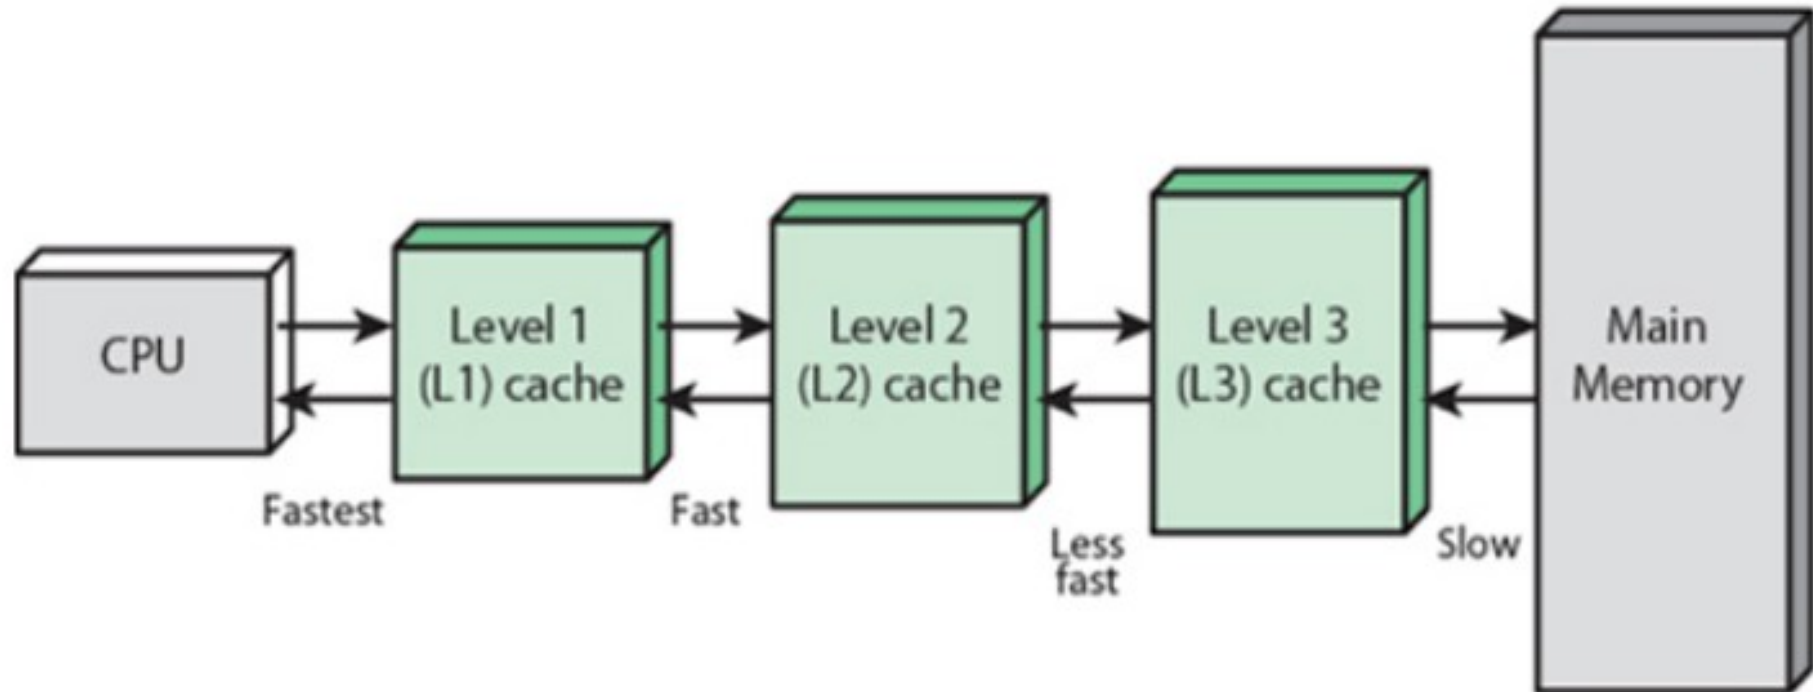 CPU
Level 1
(L1) cache
Level 2
(L2) cache
Level 3
(L3) cache
Main
Memory
Fastest
Fast
Less
fast
Slow